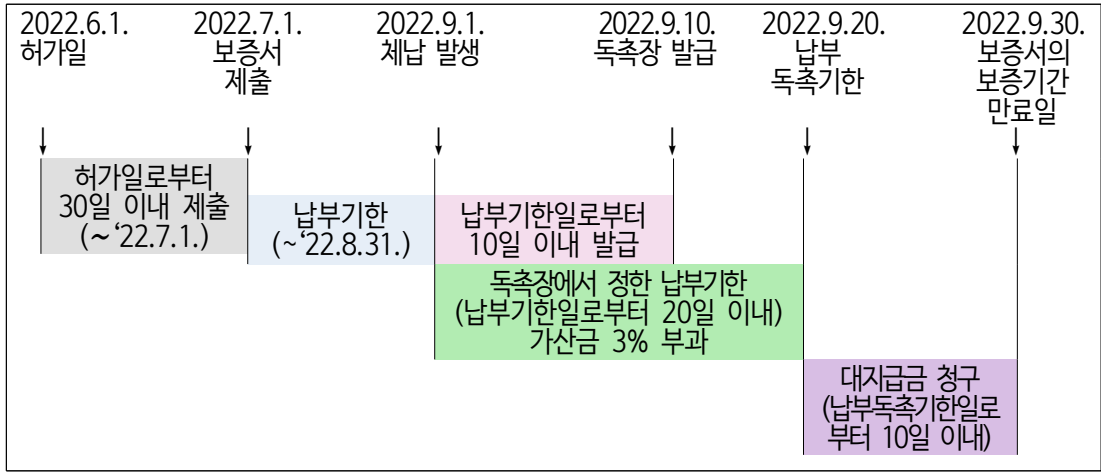 2022.6.1.
허가일
2022.7.1.
보증서
제출
2022.9.1.
체납 발생
2022.9.10.
독촉장 발급
2022.9.20.
납부
독촉기한
2022.9.30.
보증서의
보증기간
만료일
허가일로부터
30일 이내 제출
(~‘22.7.1.)
납부기한
(~‘22.8.31.)
납부기한일로부터
10일 이내 발급
독촉장에서 정한 납부기한
(납부기한일로부터 20일 이내)
가산금 3% 부과
대지급금 청구
(납부독촉기한일로
부터 10일 이내)